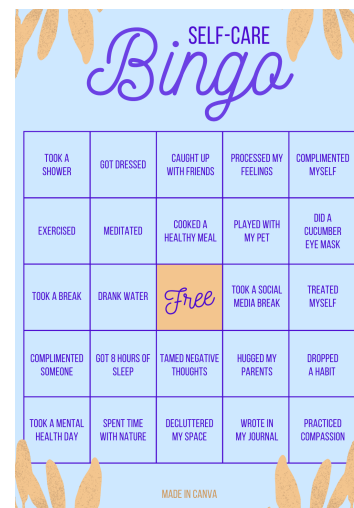 SELF-CARE
Bingo
TOOK A
SHOWER
GOT DRESSED
CAUGHT UP
WITH FRIENDS
PROCESSED MY
FEELINGS
COMPLIMENTED
MYSELF
EXERCISED
MEDITATED
COOKED A
HEALTHY MEAL
PLAYED WITH
MY PET
DID A
CUCUMBER
EYE MASK
TOOK A BREAK
DRANK WATER
Free
TOOK A SOCIAL
MEDIA BREAK
TREATED
MYSELF
COMPLIMENTED
SOMEONE
GOT 8 HOURS OF
SLEEP
TAMED NEGATIVE
THOUGHTS
HUGGED MY
PARENTS
DROPPED
A HABIT
TOOK A MENTAL
HEALTH DAY
SPENT TIME
WITH NATURE
DECLUTTERED
MY SPACE
WROTE IN
MY JOURNAL
PRACTICED
COMPASSION
MADE IN CANVA